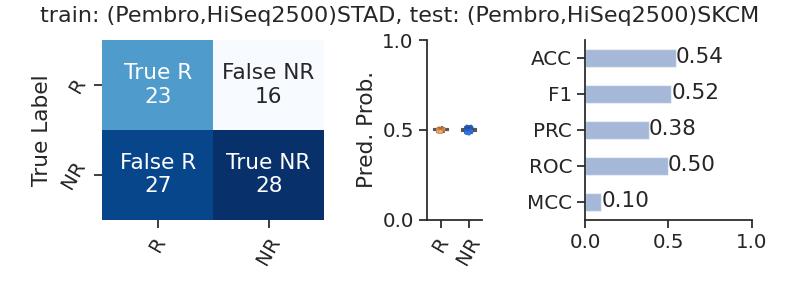 train: (Pembro,HiSeq2500)STAD, test: (Pembro,HiSeq2500)SKCM
True Label
R
NR
True R
23
False NR
16
False R
27
True NR
28
R
NR
Pred. Prob.
1.0
0.5
0.0
R
NR
ACC
0.54
F1
0.52
PRC
0.38
ROC
0.50
MCC
0.10
0.0
0.5
1.0